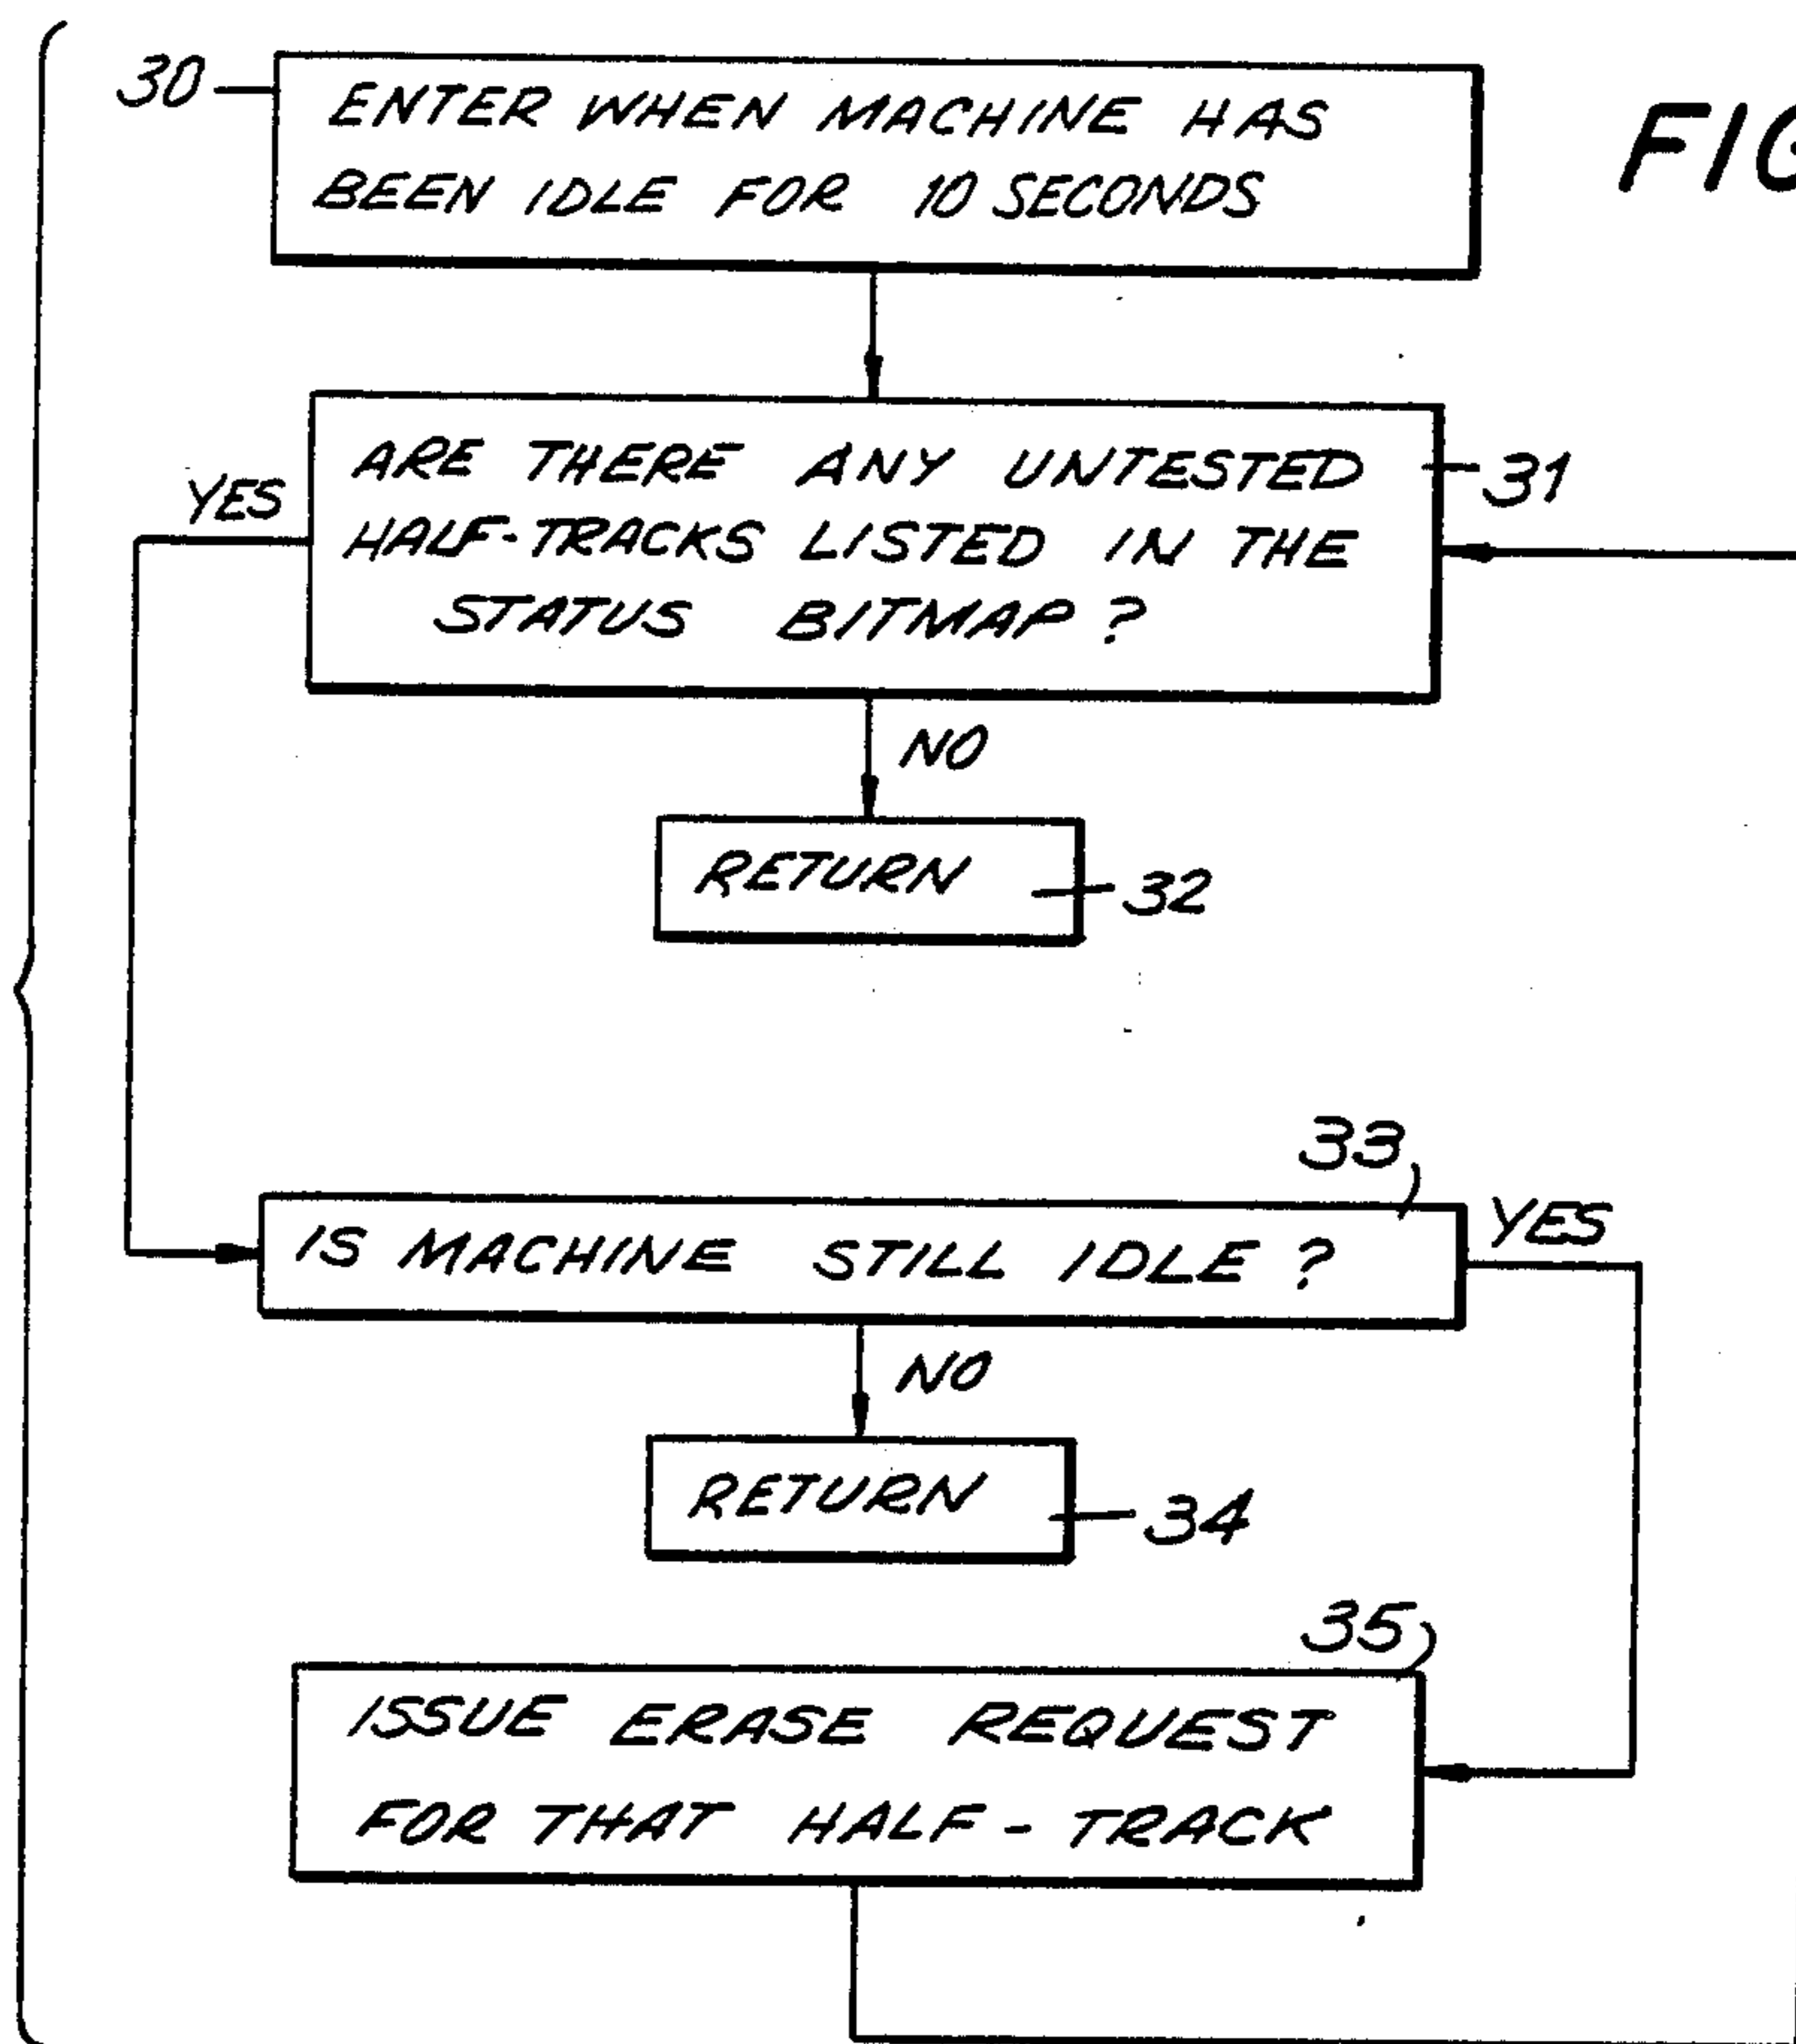 30
ENTER WHEN MACHINE HAS
BEEN IDLE FOR 10 SECONDS
FIG
ARE THERE ANY UNTESTED
HALF-TRACKS LISTED IN THE
STATUS BITMAP?
31
YES
NO
RETURN
32
33
IS MACHINE STILL IDLE?
YES
NO
RETURN
34
35
ISSUE ERASE REQUEST
FOR THAT HALF-TRACK